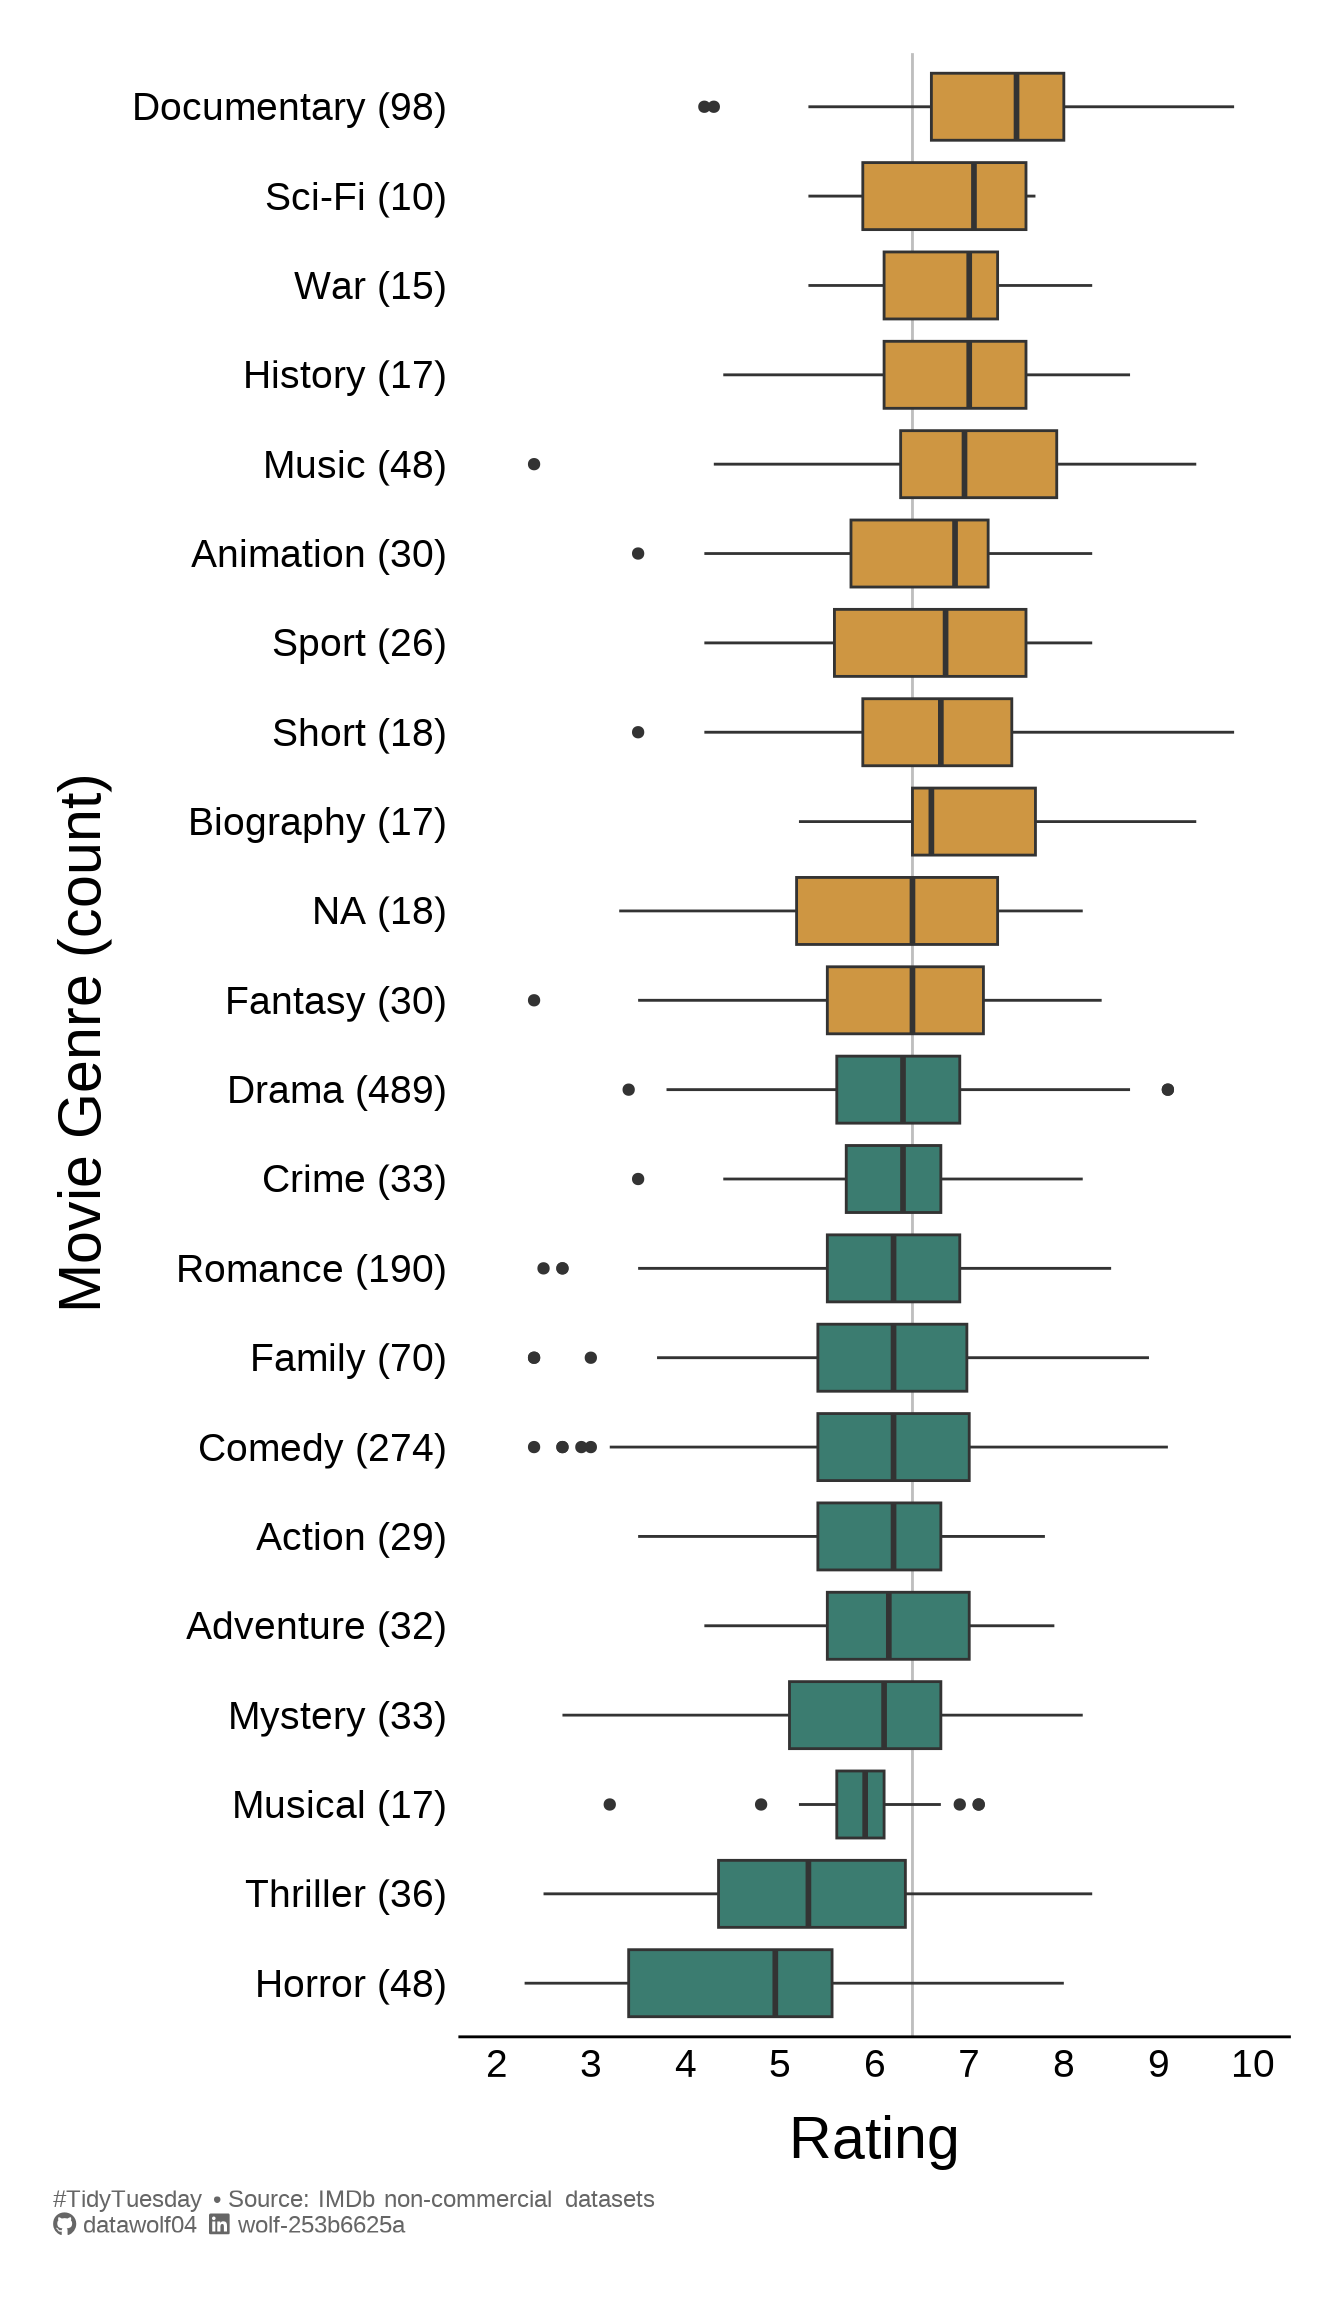 Documentary (98)
Sci-Fi (10)
War (15)
History (17)
Music (48)
Animation (30)
Sport (26)
Short (18)
Biography (17)
NA (18)
Fantasy (30)
Drama (489)
Crime (33)
Romance (190)
Family (70)
Comedy (274)
Action (29)
Adventure (32)
Mystery (33)
Musical (17)
Thriller (36)
Horror (48)
Movie Genre (count)
2 3 4 5 6 7 8 9 10
Rating
#TidyTuesday • Source: IMDb non-commercial datasets
datawolf04 in wolf-253b6625a